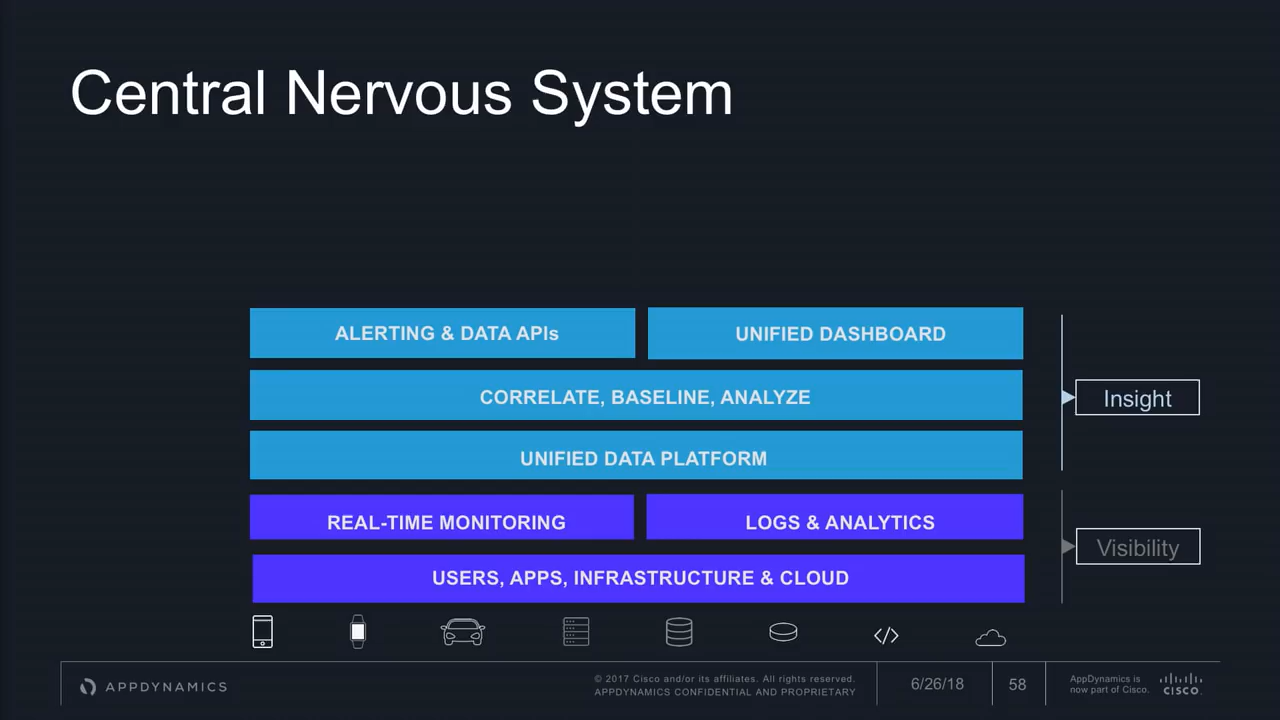 Central Nervous System
ALERTING & DATA APIs
UNIFIED DASHBOARD
CORRELATE, BASELINE, ANALYZE
Insight
UNIFIED DATA PLATFORM
REAL-TIME MONITORING
LOGS & ANALYTICS
Visibility
USERS, APPS, INFRASTRUCTURE & CLOUD
</>
APPDYNAMICS
© 2017 Cisco and/or its affiliates. All rights reserved.
APPDYNAMICS CONFIDENTIAL AND PROPRIETARY
6/26/18
58
AppDynamics is
now part of Cisco.
CISCO